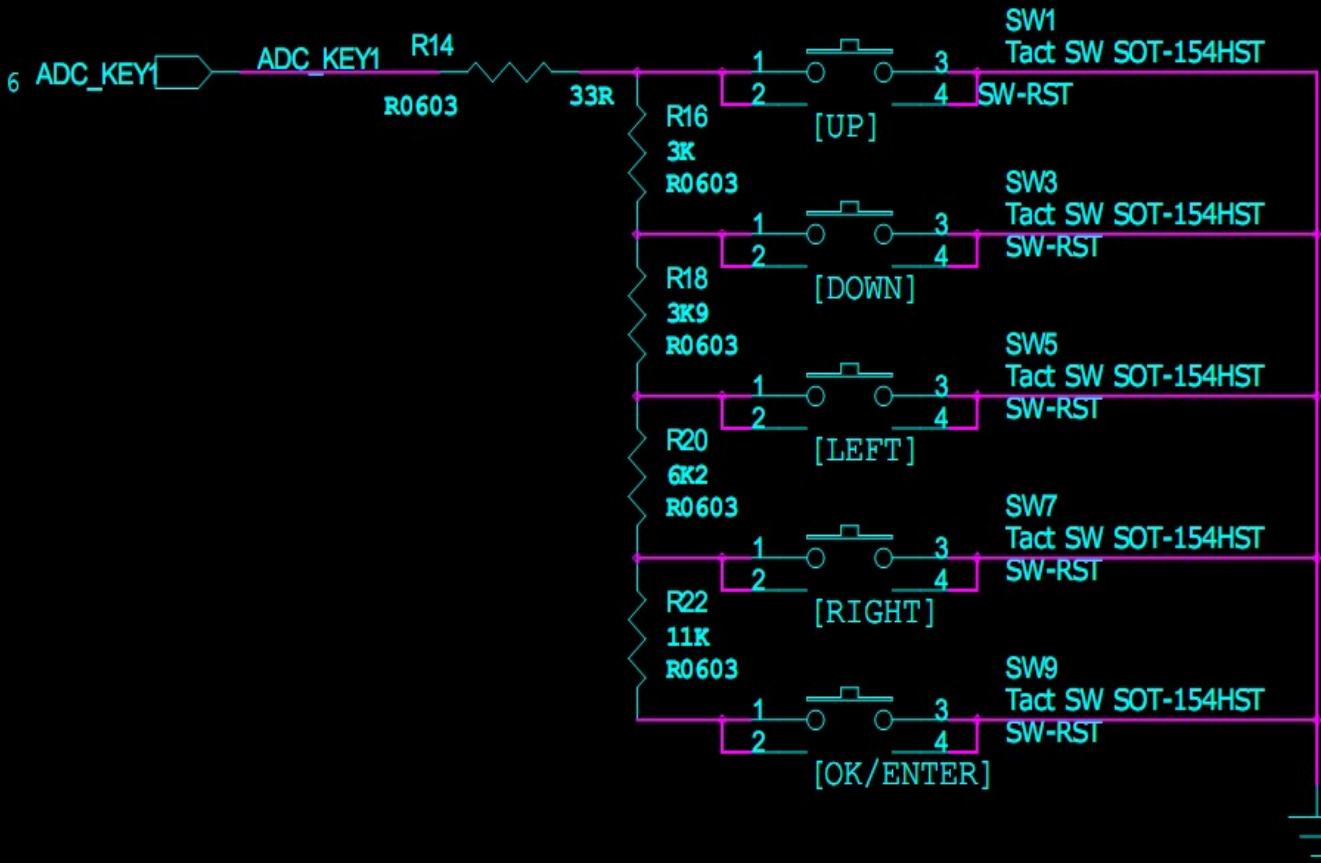 6 ADC_KEY1
ADC_KEY1
R14
R0603
33R
SW1
Tact SW SOT-154HST
SW-RST
1
2
3
4
[UP]
R16
3K
R0603
SW3
Tact SW SOT-154HST
SW-RST
1
2
3
4
[DOWN]
R18
3K9
R0603
SW5
Tact SW SOT-154HST
SW-RST
1
2
3
4
[LEFT]
R20
6K2
R0603
SW7
Tact SW SOT-154HST
SW-RST
1
2
3
4
[RIGHT]
R22
11K
R0603
SW9
Tact SW SOT-154HST
SW-RST
1
2
3
4
[OK/ENTER]